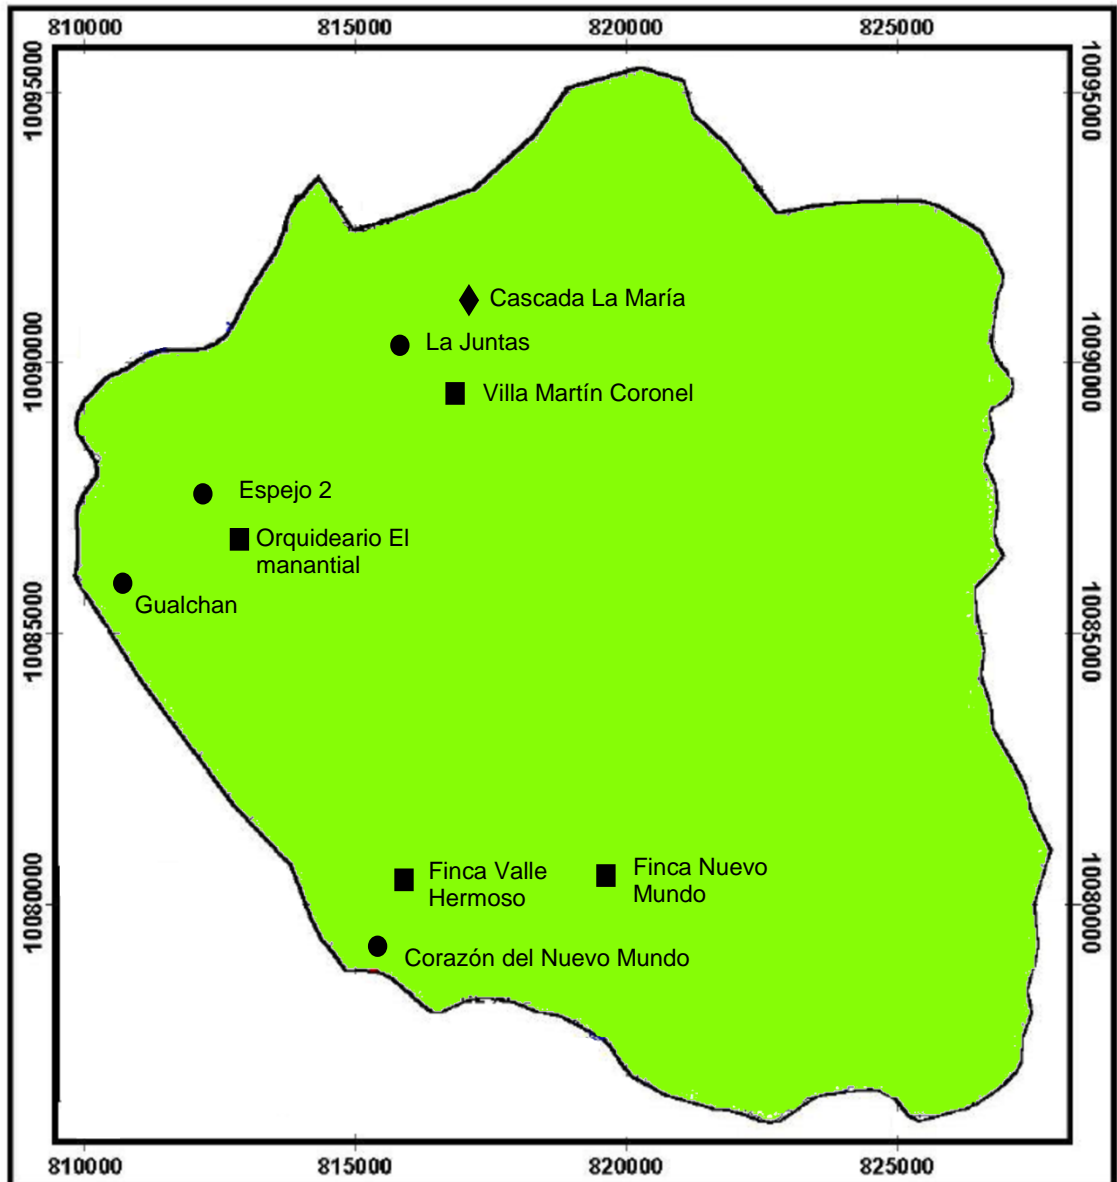 810000 815000 820000 825000
10095000
10095000
Cascada La María
La Juntas
10090000
10090000
Villa Martín Coronel
Espejo 2
Orquideario El
manantial
Gualchan
10085000
10085000
Finca Valle
Hermoso
Finca Nuevo
Mundo
10080000
10080000
Corazón del Nuevo Mundo
810000 815000 820000 825000